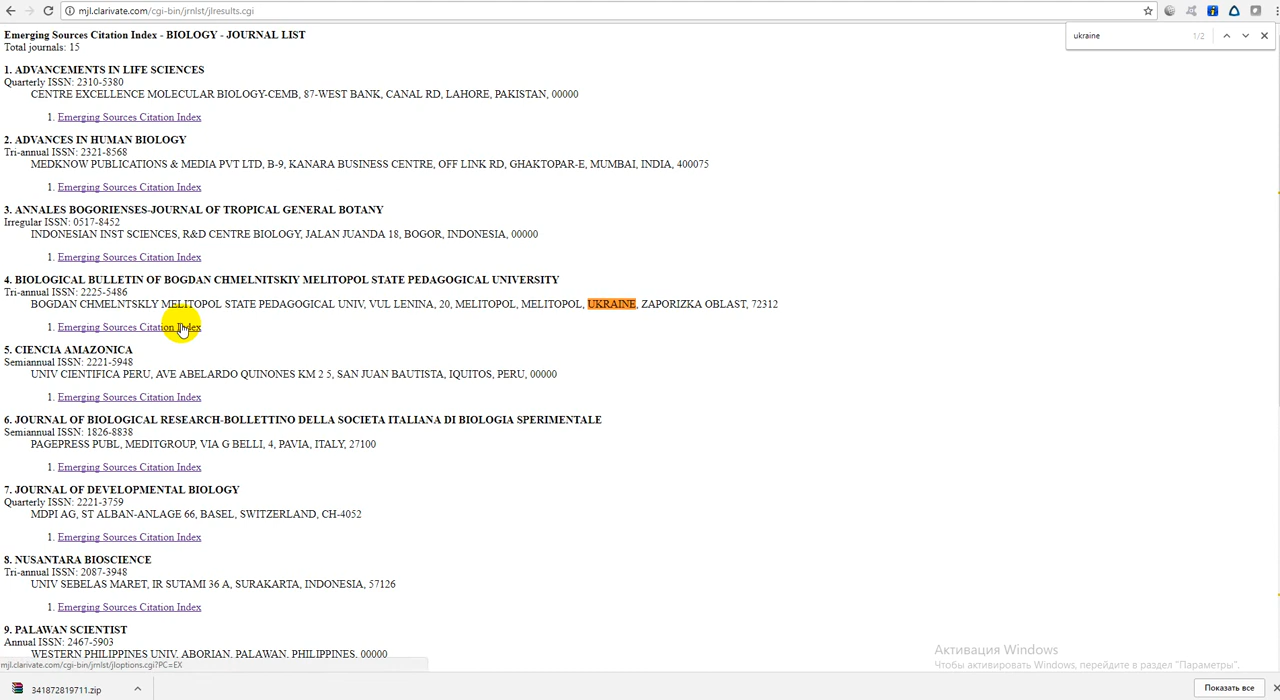 mjl.clarivate.com/cgi-bin/jrnlst/jlresults.cgi
ukraine 1/2
Emerging Sources Citation Index - BIOLOGY - JOURNAL LIST
Total journals: 15
1. ADVANCEMENTS IN LIFE SCIENCES
Quarterly ISSN: 2310-5380
CENTRE EXCELLENCE MOLECULAR BIOLOGY-CEMB, 87-WEST BANK, CANAL RD, LAHORE, PAKISTAN, 00000
1. Emerging Sources Citation Index
2. ADVANCES IN HUMAN BIOLOGY
Tri-annual ISSN: 2321-8568
MEDKNOW PUBLICATIONS & MEDIA PVT LTD, B-9, KANARA BUSINESS CENTRE, OFF LINK RD, GHAKTOPAR-E, MUMBAI, INDIA, 400075
1. Emerging Sources Citation Index
3. ANNALES BOGORIENSES-JOURNAL OF TROPICAL GENERAL BOTANY
Irregular ISSN: 0517-8452
INDONESIAN INST SCIENCES, R&D CENTRE BIOLOGY, JALAN JUANDA 18, BOGOR, INDONESIA, 00000
1. Emerging Sources Citation Index
4. BIOLOGICAL BULLETIN OF BOGDAN CHMELNITSKIY MELITOPOL STATE PEDAGOGICAL UNIVERSITY
Tri-annual ISSN: 2225-5486
BOGDAN CHMELNTSKLY MELITOPOL STATE PEDAGOGICAL UNIV, VUL LENINA, 20, MELITOPOL, MELITOPOL, UKRAINE, ZAPORIZKA OBLAST, 72312
1. Emerging Sources Citation Index
5. CIENCIA AMAZONICA
Semiannual ISSN: 2221-5948
UNIV CIENTIFICA PERU, AVE ABELARDO QUINONES KM 2 5, SAN JUAN BAUTISTA, IQUITOS, PERU, 00000
1. Emerging Sources Citation Index
6. JOURNAL OF BIOLOGICAL RESEARCH-BOLLETTINO DELLA SOCIETA ITALIANA DI BIOLOGIA SPERIMENTALE
Semiannual ISSN: 1826-8838
PAGEPRESS PUBL, MEDITGROUP, VIA G BELLI, 4, PAVIA, ITALY, 27100
1. Emerging Sources Citation Index
7. JOURNAL OF DEVELOPMENTAL BIOLOGY
Quarterly ISSN: 2221-3759
MDPI AG, ST ALBAN-ANLAGE 66, BASEL, SWITZERLAND, CH-4052
1. Emerging Sources Citation Index
8. NUSANTARA BIOSCIENCE
Tri-annual ISSN: 2087-3948
UNIV SEBELAS MARET, IR SUTAMI 36 A, SURAKARTA, INDONESIA, 57126
1. Emerging Sources Citation Index
9. PALAWAN SCIENTIST
Annual ISSN: 2467-5903
WESTERN PHILIPPINES UNIV, ABORLAN, PALAWAN, PHILIPPINES, 00000
mjl.clarivate.com/cgi-bin/jrnlst/jloptions.cgi?PC=EX
Активация Windows
Чтобы активировать Windows, перейдите в раздел "Параметры".
341872819711.zip
Показать все